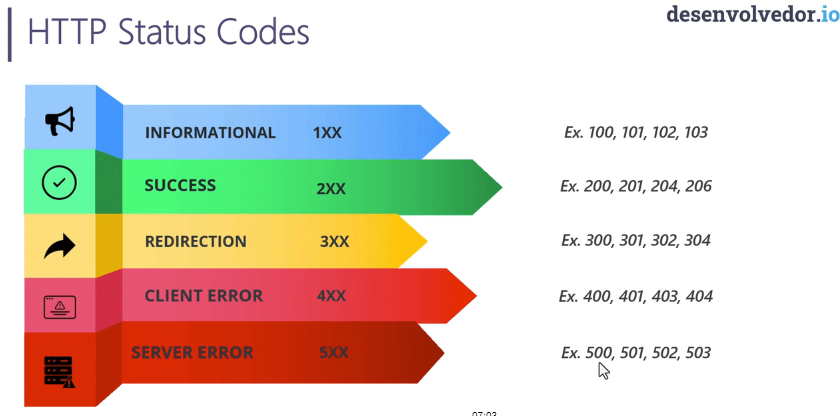 HTTP Status Codes
desenvolvedor.io
INFORMATIONAL 1XX Ex. 100, 101, 102, 103
SUCCESS 2XX Ex. 200, 201, 204, 206
REDIRECTION 3XX Ex. 300, 301, 302, 304
CLIENT ERROR 4XX Ex. 400, 401, 403, 404
SERVER ERROR 5XX Ex. 500, 501, 502, 503